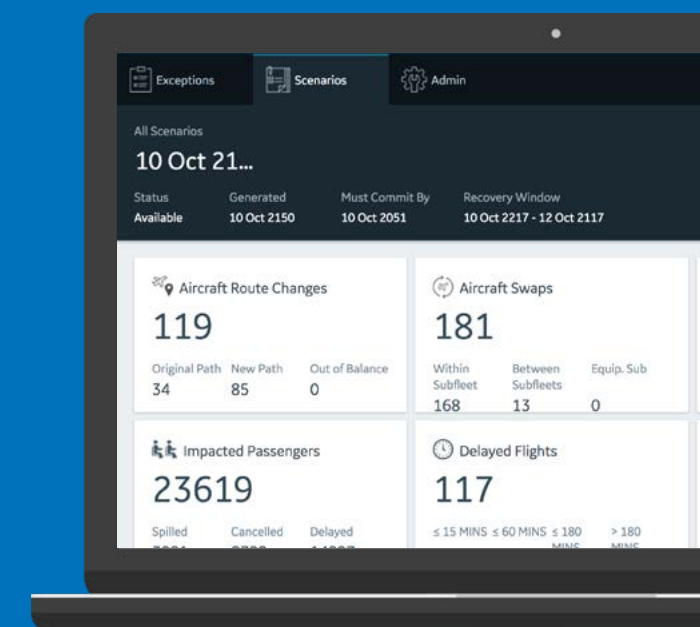 Exceptions Scenarios Admin
All Scenarios
10 Oct 21...
Status Generated Must Commit By Recovery Window
Available 10 Oct 2150 10 Oct 2051 10 Oct 2217 - 12 Oct 2117
Aircraft Route Changes
119
Original Path New Path Out of Balance
34 85 0
Aircraft Swaps
181
Within Subfleet Between Subfleets Equip. Sub
168 13 0
Impacted Passengers
23619
Spilled Cancelled Delayed
Delayed Flights
117
≤ 15 MINS ≤ 60 MINS ≤ 180 MINS > 180 MINS